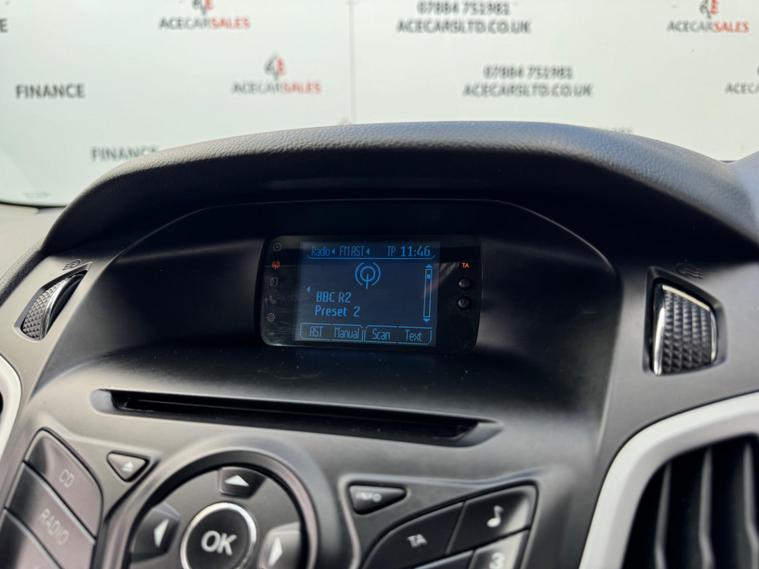 ACECARSALES
07884 751981
ACECARSLTD.CO.UK
ACECARSALES
FINANCE
ACECARSALES
07884 751981
ACECARSLTD.CO.UK
FINANCE
Radio FM AST TP 11:46
TA
BBC R2
Preset 2
AST Manual Scan Text
CD
RADIO
OK
INFO
TA
3